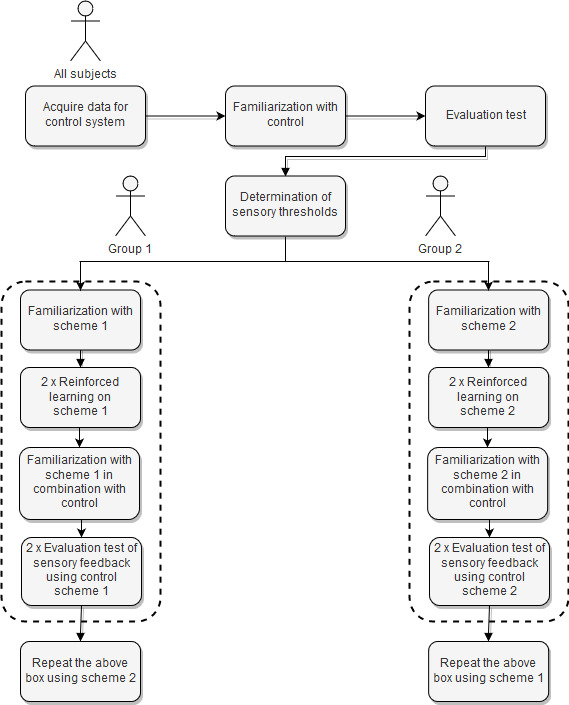 All subjects
Acquire data for
control system
Familiarization with
control
Evaluation test
Determination of
sensory thresholds
Group 1
Group 2
Familiarization with
scheme 1
2 x Reinforced
learning on
scheme 1
Familiarization with
scheme 1 in
combination with
control
2 x Evaluation test of
sensory feedback
using control
scheme 1
Repeat the above
box using scheme 2
Familiarization with
scheme 2
2 x Reinforced
learning on
scheme 2
Familiarization with
scheme 2 in
combination with
control
2 x Evaluation test of
sensory feedback
using control
scheme 2
Repeat the above
box using scheme 1